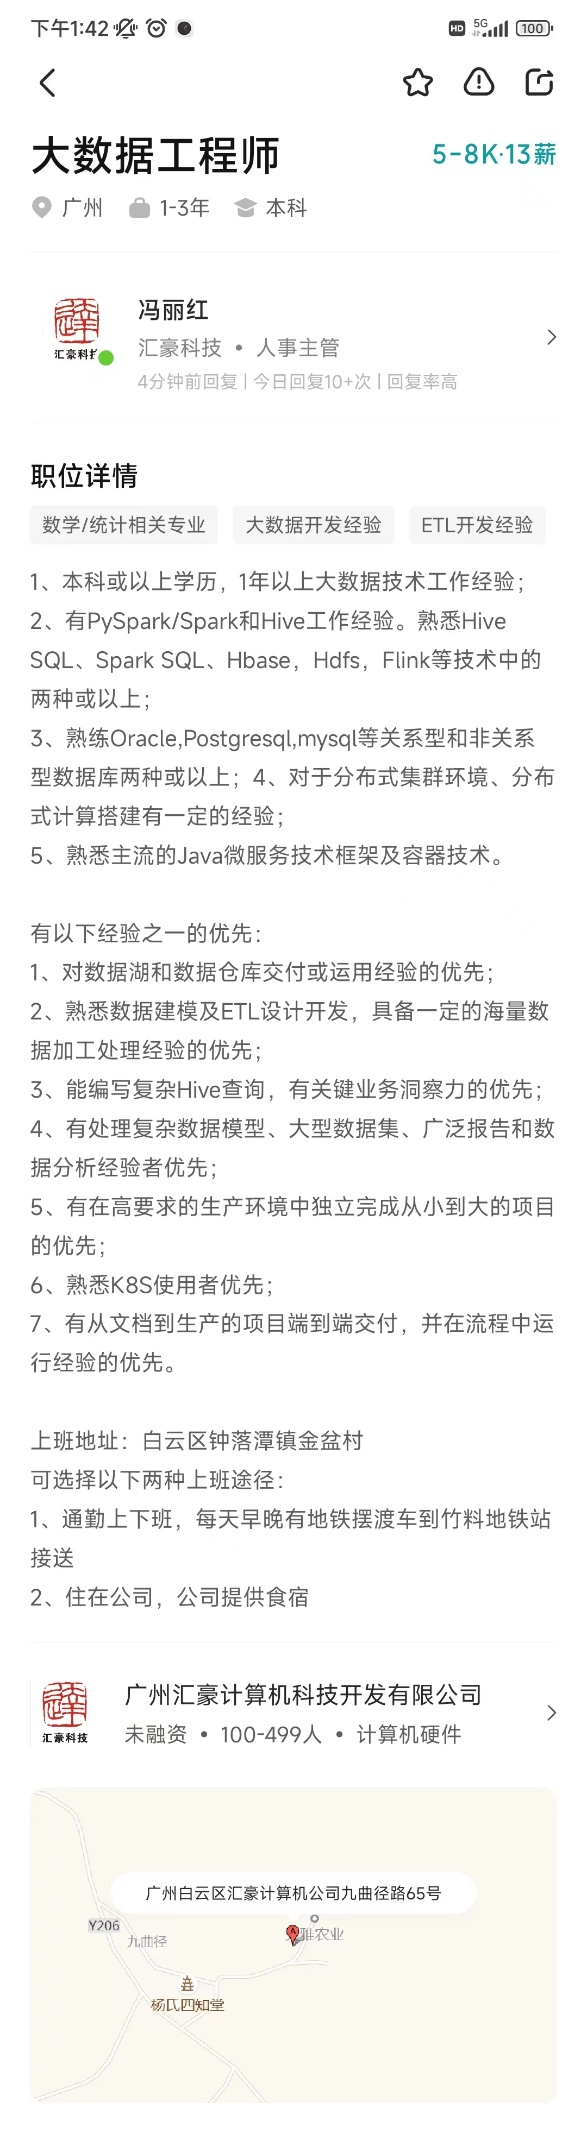 下午1:42
HD 5G 100
大数据工程师
5-8K·13薪
广州 1-3年 本科
冯丽红
汇豪科技 • 人事主管
4分钟前回复 | 今日回复10+次 | 回复率高
汇豪科技
职位详情
数学/统计相关专业 大数据开发经验 ETL开发经验
1、本科或以上学历，1年以上大数据技术工作经验；
2、有PySpark/Spark和Hive工作经验。熟悉Hive
SQL、Spark SQL、Hbase，Hdfs，Flink等技术中的
两种或以上；
3、熟练Oracle,Postgresql,mysql等关系型和非关系
型数据库两种或以上；4、对于分布式集群环境、分布
式计算搭建有一定的经验；
5、熟悉主流的Java微服务技术框架及容器技术。
有以下经验之一的优先：
1、对数据湖和数据仓库交付或运用经验的优先；
2、熟悉数据建模及ETL设计开发，具备一定的海量数
据加工处理经验的优先；
3、能编写复杂Hive查询，有关键业务洞察力的优先；
4、有处理复杂数据模型、大型数据集、广泛报告和数
据分析经验者优先；
5、有在高要求的生产环境中独立完成从小到大的项目
的优先；
6、熟悉K8S使用者优先；
7、有从文档到生产的项目端到端交付，并在流程中运
行经验的优先。
上班地址：白云区钟落潭镇金盆村
可选择以下两种上班途径：
1、通勤上下班，每天早晚有地铁摆渡车到竹料地铁站
接送
2、住在公司，公司提供食宿
广州汇豪计算机科技开发有限公司
未融资 • 100-499人 • 计算机硬件
汇豪科技
广州白云区汇豪计算机公司九曲径路65号
Y206
九曲径
A
雅农业
杨氏四知堂